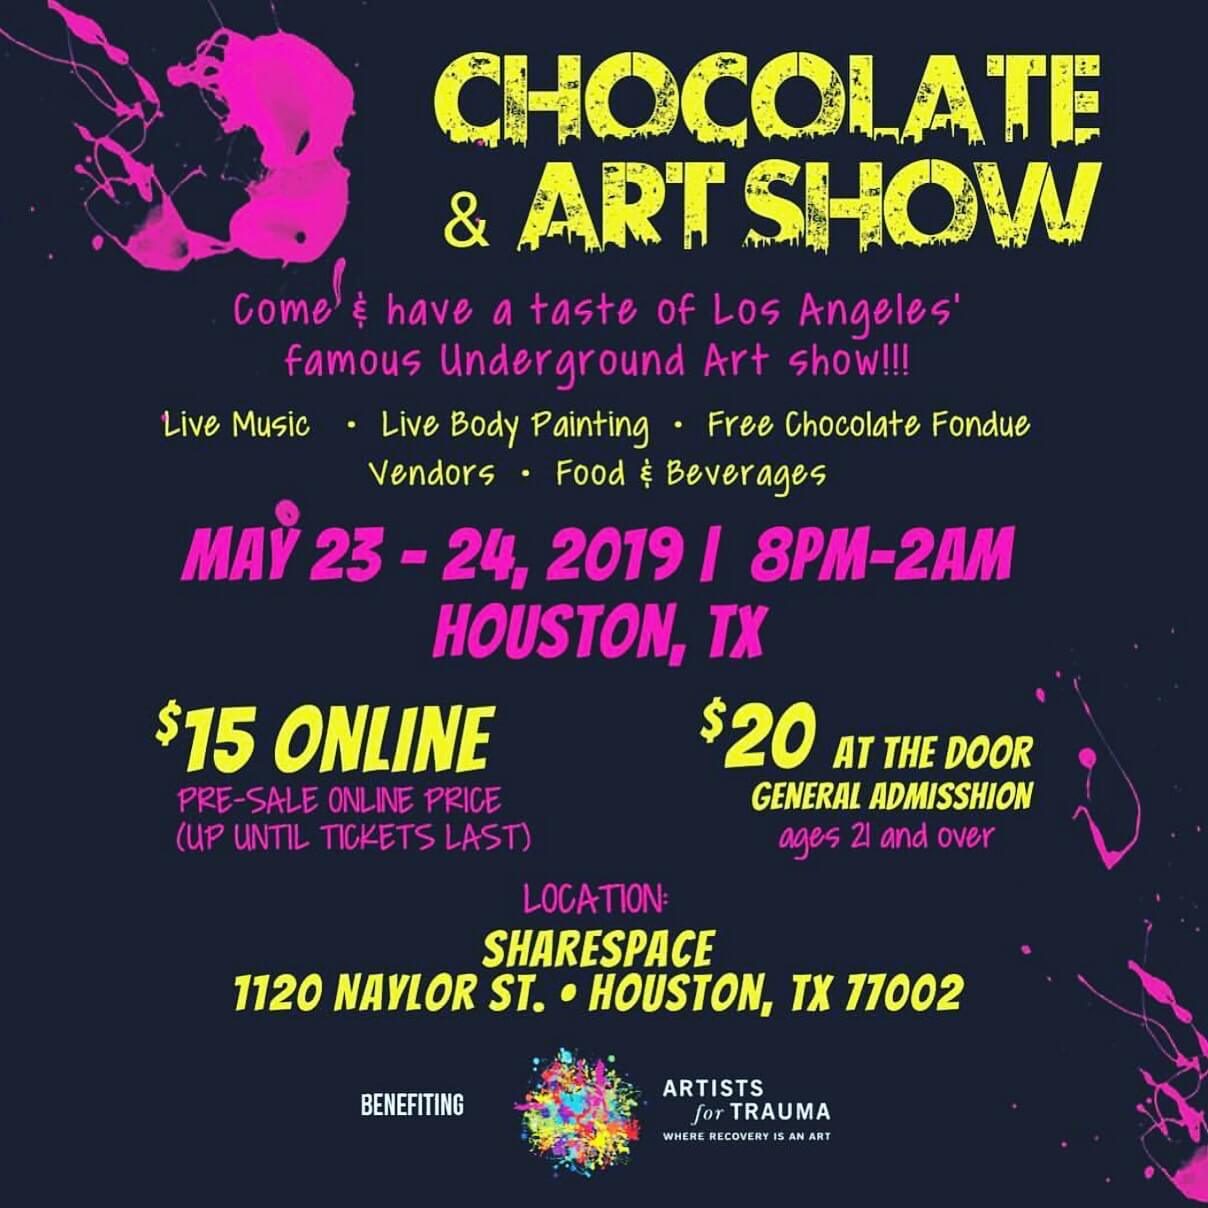 CHOCOLATE
& ART SHOW
Come & have a taste of Los Angeles'
famous Underground Art show!!!
Live Music • Live Body Painting • Free Chocolate Fondue
Vendors • Food & Beverages
MAY 23 - 24, 2019 | 8PM-2AM
HOUSTON, TX
$15 ONLINE
PRE-SALE ONLINE PRICE
(UP UNTIL TICKETS LAST)
$20 AT THE DOOR
GENERAL ADMISSHION
ages 21 and over
LOCATION:
SHARESPACE
1120 NAYLOR ST. • HOUSTON, TX 77002
BENEFITING
ARTISTS
for TRAUMA
WHERE RECOVERY IS AN ART